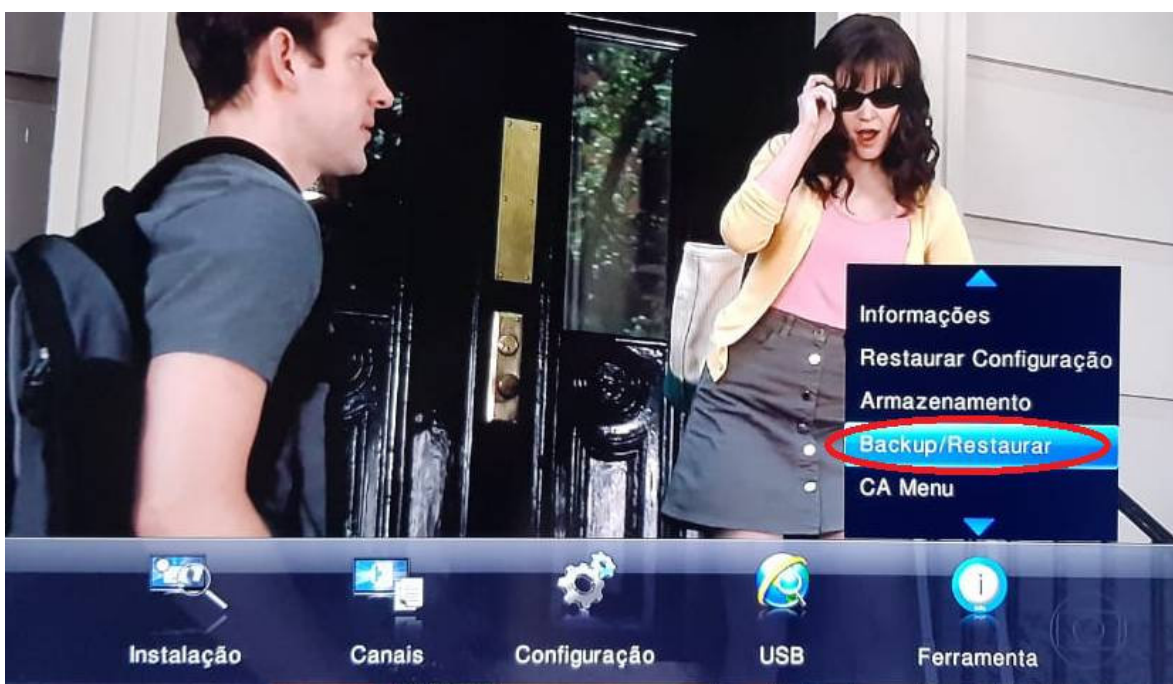 Informações
Restaurar Configuração
Armazenamento
Backup/Restaurar
CA Menu
Instalação
Canais
Configuração
USB
Ferramenta